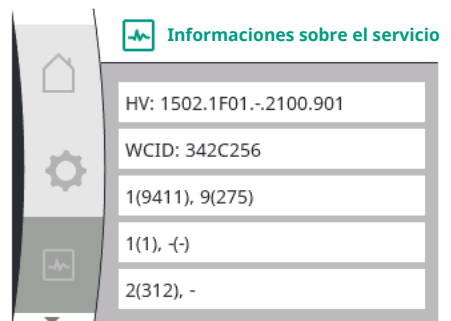 Informaciones sobre el servicio
HV: 1502.1F01.-.2100.901
WCID: 342C256
1(9411), 9(275)
1(1), -(-)
2(312), -